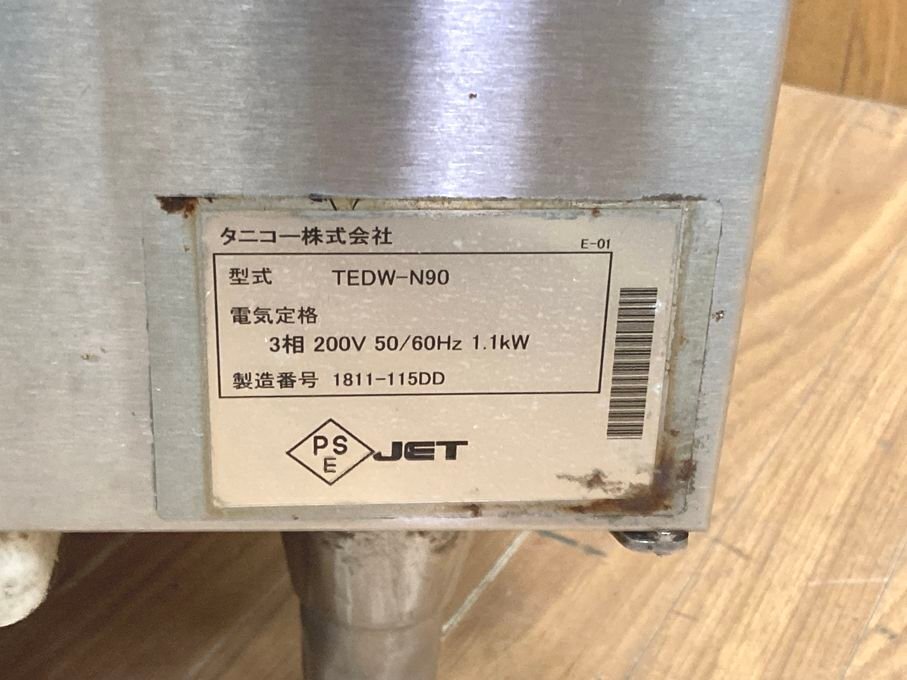 タニコー株式会社
E-01
型式 TEDW-N90
電気定格
3相 200V 50/60Hz 1.1kW
製造番号 1811-115DD
PS
E
JET